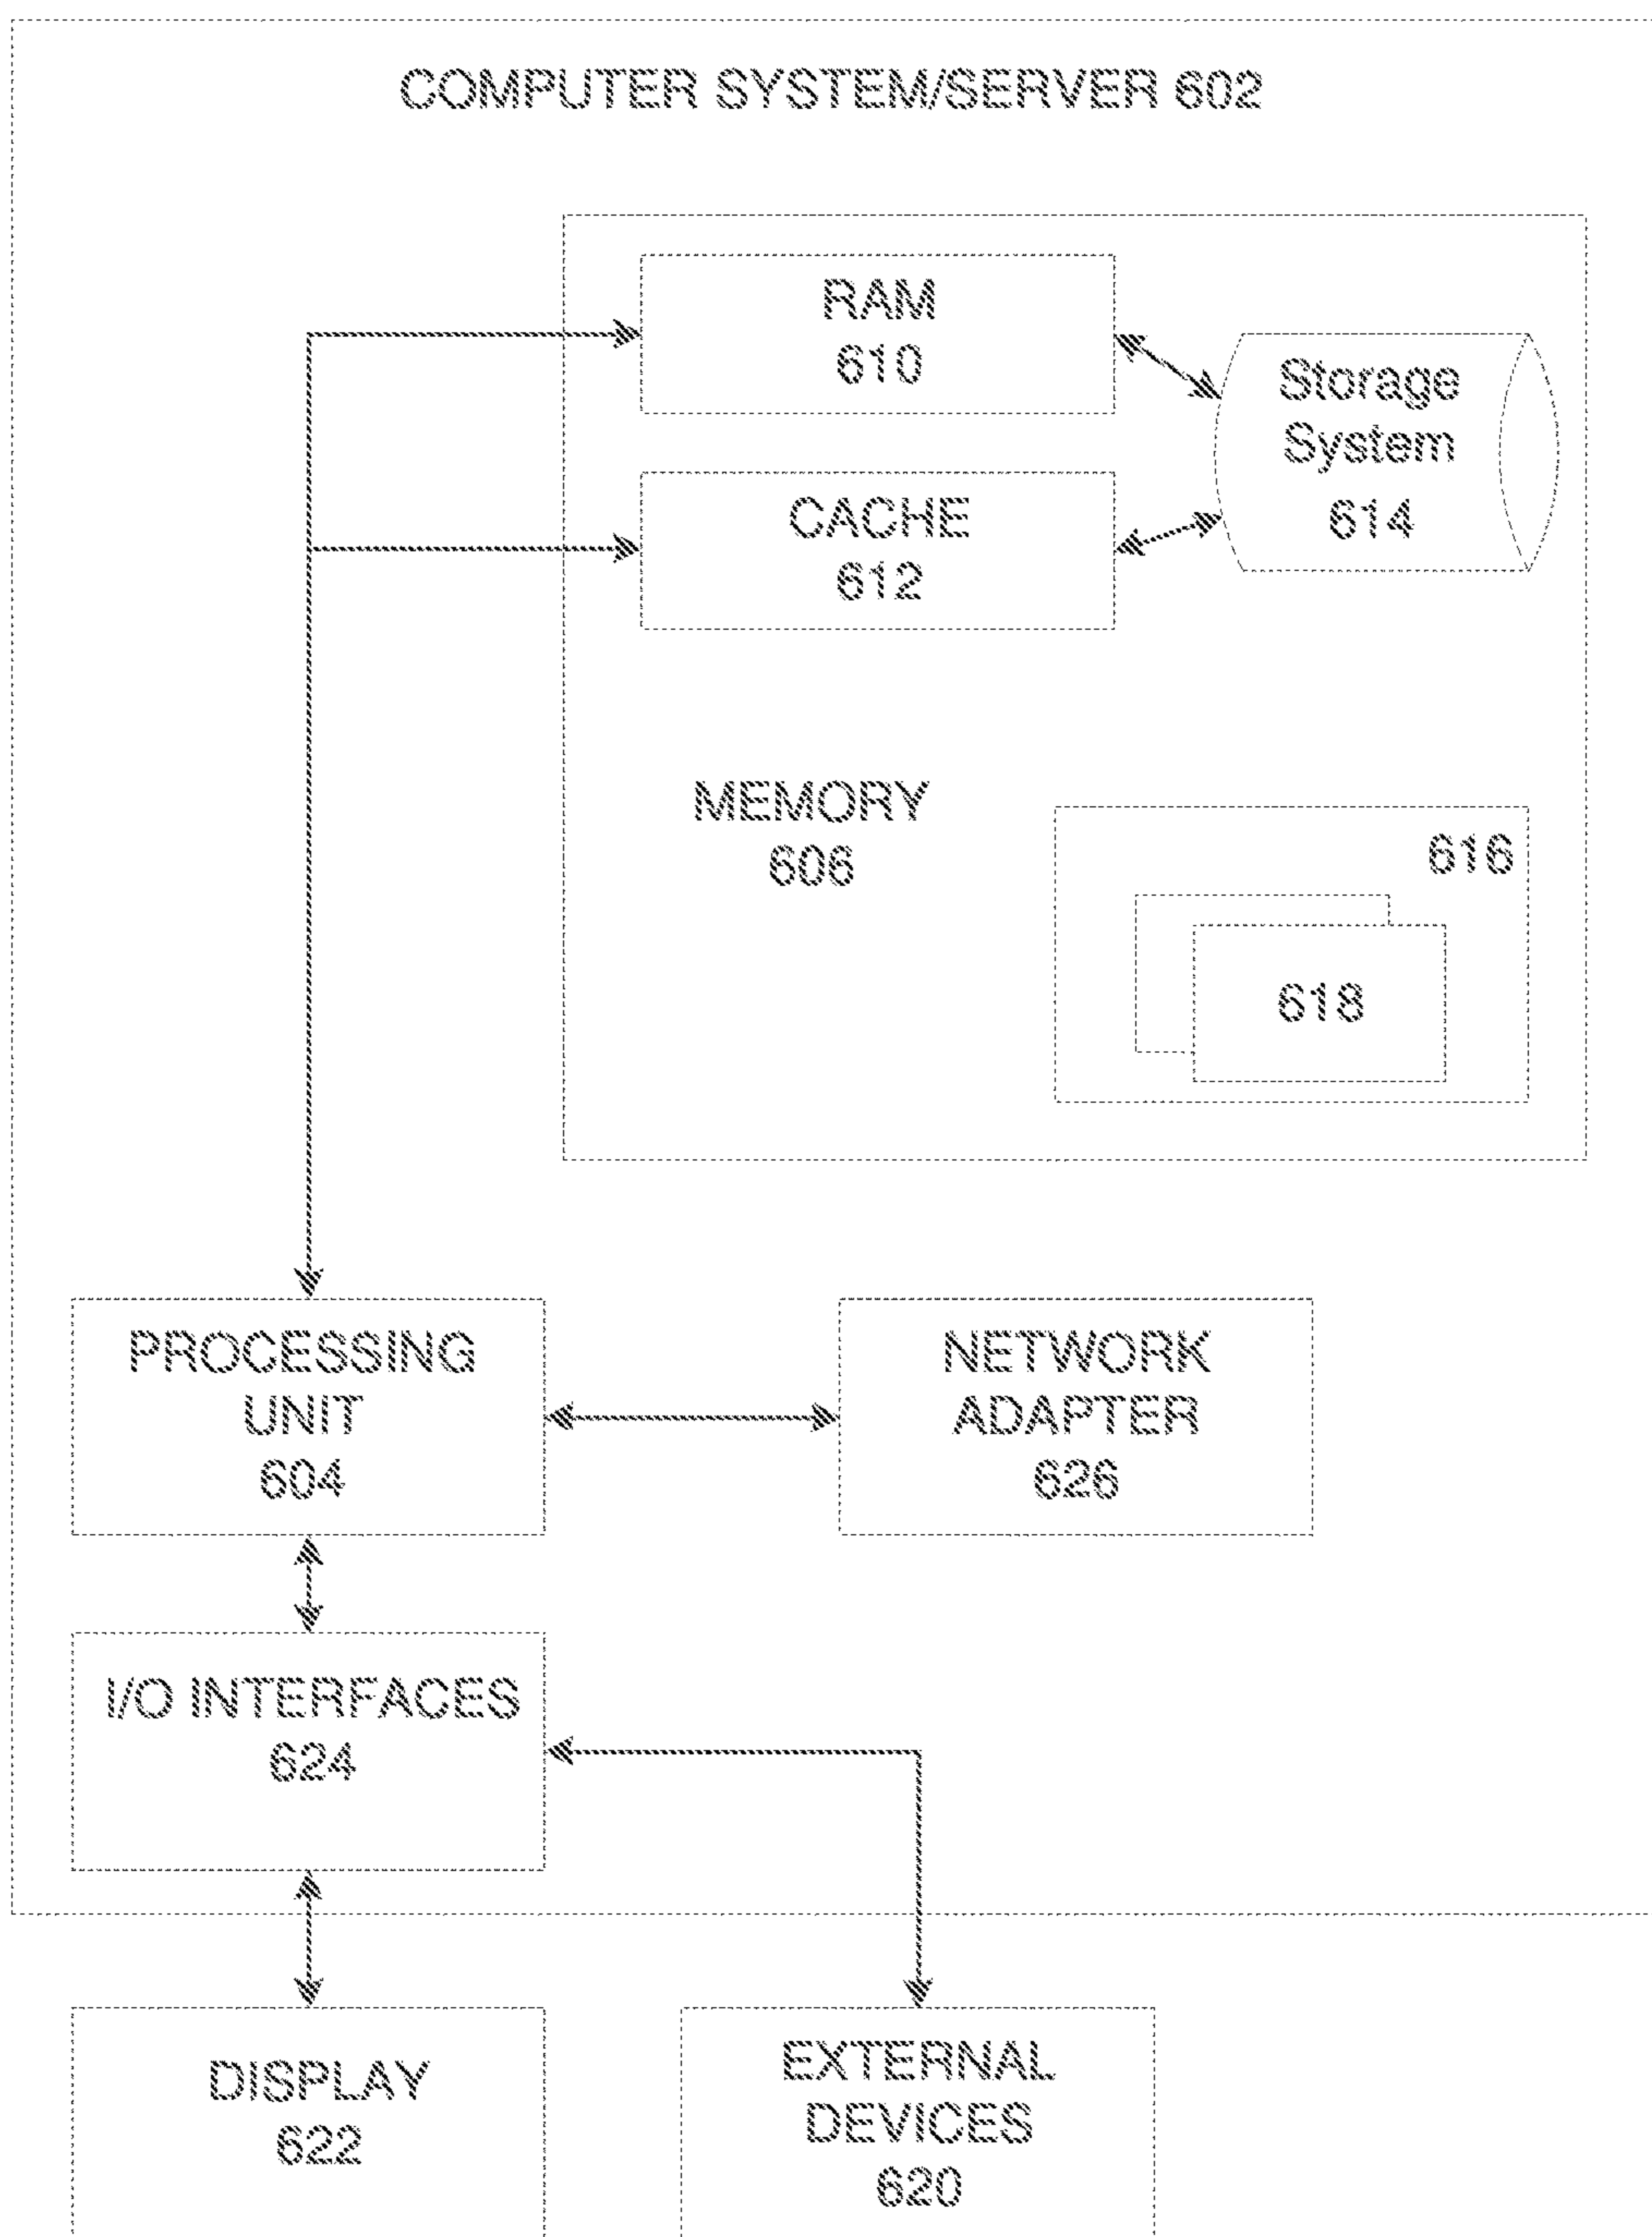 COMPUTER SYSTEM/SERVER 602
RAM
610
Storage
System
614
CACHE
612
MEMORY
606
616
618
PROCESSING
UNIT
604
NETWORK
ADAPTER
626
I/O INTERFACES
624
DISPLAY
622
EXTERNAL
DEVICES
620